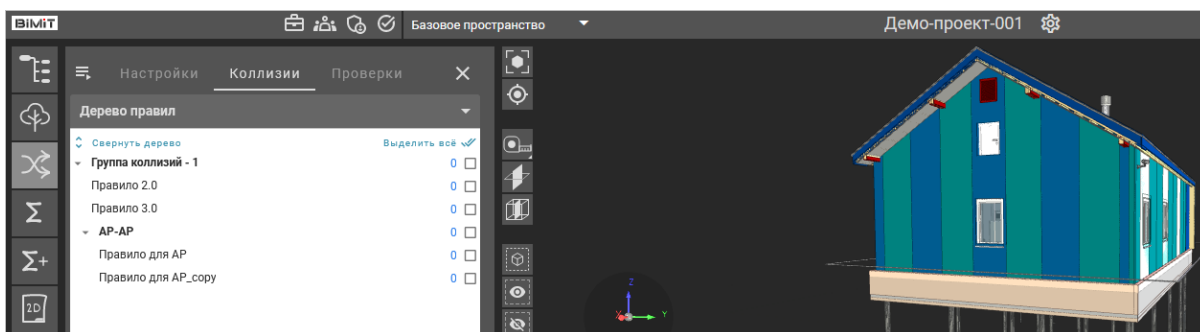 BIMIT
Базовое пространство
Демо-проект-001
Настройки Коллизии Проверки
Дерево правил
Свернуть дерево Выделить всё
Группа коллизий - 1 0
Правило 2.0 0
Правило 3.0 0
АР-АР 0
Правило для АР 0
Правило для АР_copy 0
Σ
Σ+
2D
Z
X
Y